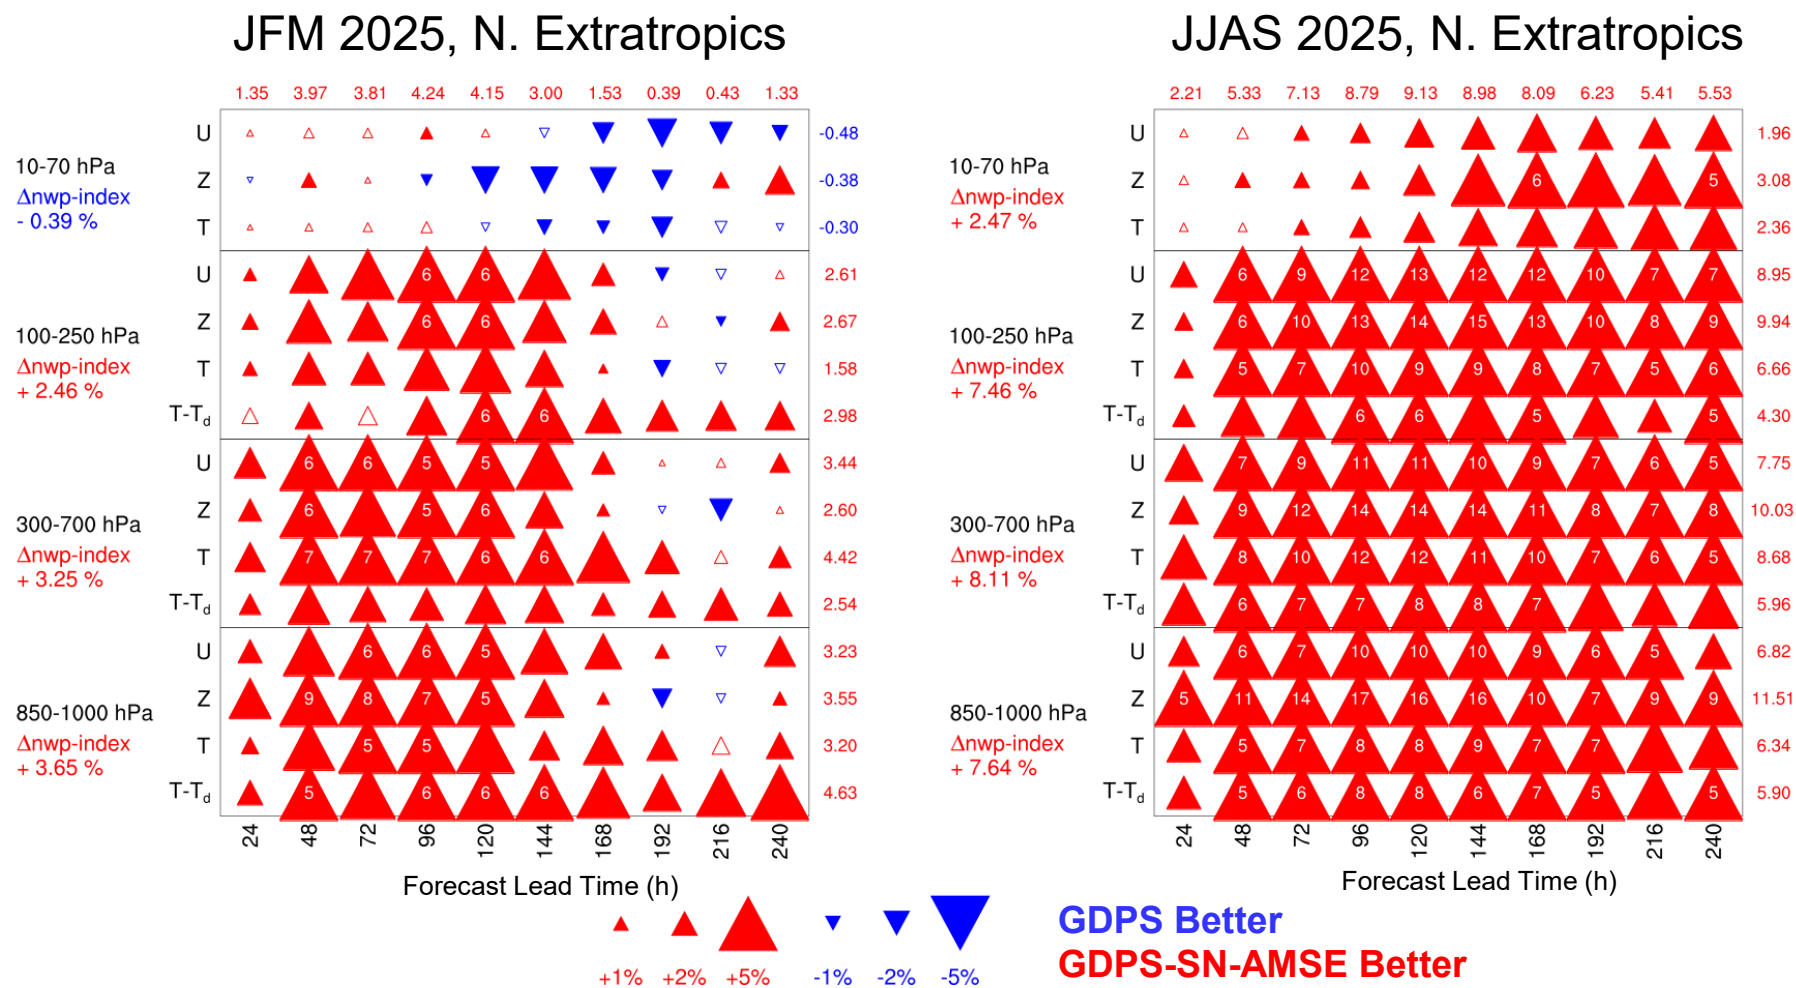 JFM 2025, N. Extratropics
1.35 3.97 3.81 4.24 4.15 3.00 1.53 0.39 0.43 1.33
10-70 hPa
Δnwp-index
- 0.39 %
U -0.48
Z -0.38
T -0.30
100-250 hPa
Δnwp-index
+ 2.46 %
U 6 6 2.61
Z 6 6 2.67
T 1.58
T-Td 6 6 2.98
300-700 hPa
Δnwp-index
+ 3.25 %
U 6 6 5 5 3.44
Z 6 5 6 2.60
T 7 7 7 6 6 4.42
T-Td 2.54
850-1000 hPa
Δnwp-index
+ 3.65 %
U 6 6 5 3.23
Z 9 8 7 5 3.55
T 5 5 3.20
T-Td 5 6 6 6 4.63
24 48 72 96 120 144 168 192 216 240
Forecast Lead Time (h)
JJAS 2025, N. Extratropics
2.21 5.33 7.13 8.79 9.13 8.98 8.09 6.23 5.41 5.53
10-70 hPa
Δnwp-index
+ 2.47 %
U 1.96
Z 6 5 3.08
T 2.36
100-250 hPa
Δnwp-index
+ 7.46 %
U 6 9 12 13 12 12 10 7 7 8.95
Z 6 10 13 14 15 13 10 8 9 9.94
T 5 7 10 9 9 8 7 5 6 6.66
T-Td 6 6 5 5 4.30
300-700 hPa
Δnwp-index
+ 8.11 %
U 7 9 11 11 10 9 7 6 5 7.75
Z 9 12 14 14 14 11 8 7 8 10.03
T 8 10 12 12 11 10 7 6 5 8.68
T-Td 6 7 7 8 8 7 5.96
850-1000 hPa
Δnwp-index
+ 7.64 %
U 6 7 10 10 10 9 6 5 6.82
Z 5 11 14 17 16 16 10 7 9 9 11.51
T 5 7 8 8 9 7 7 6.34
T-Td 5 6 8 8 6 7 5 5 5.90
24 48 72 96 120 144 168 192 216 240
Forecast Lead Time (h)
+1% +2% +5% -1% -2% -5%
GDPS Better
GDPS-SN-AMSE Better